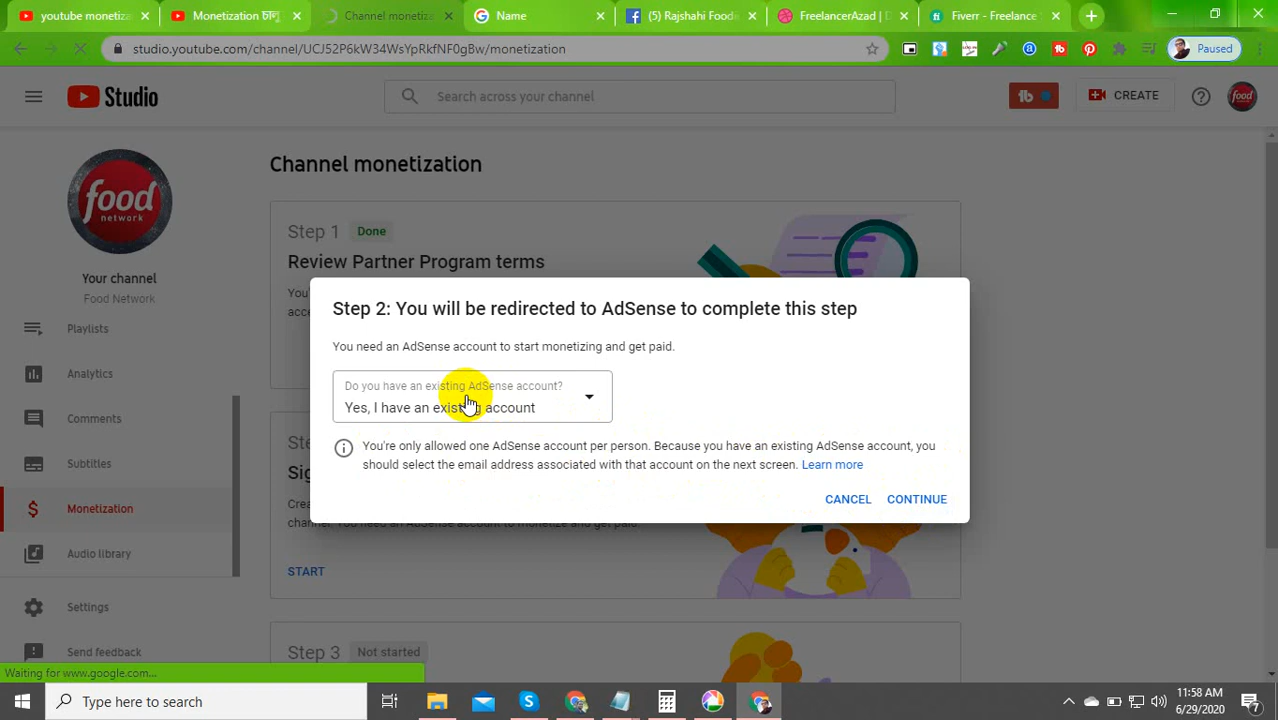 youtube monetiza
Channel monetiza
Name
(5) Rajshahi Foodi
FreelancerAzad | D
Fiverr - Freelance
studio.youtube.com/channel/UCJ52P6kW34WsYpRkfNF0gBw/monetization
Paused
Studio
Search across your channel
CREATE
food
network
Your channel
Food Network
Playlists
Analytics
Comments
Subtitles
Monetization
Audio library
Settings
Send feedback
Channel monetization
Step 1 Done
Review Partner Program terms
Step 2: You will be redirected to AdSense to complete this step
You need an AdSense account to start monetizing and get paid.
Do you have an existing AdSense account?
Yes, I have an existing account
You're only allowed one AdSense account per person. Because you have an existing AdSense account, you
should select the email address associated with that account on the next screen. Learn more
CANCEL CONTINUE
START
Step 3 Not started
Waiting for www.google.com...
Type here to search
11:58 AM
6/29/2020
7